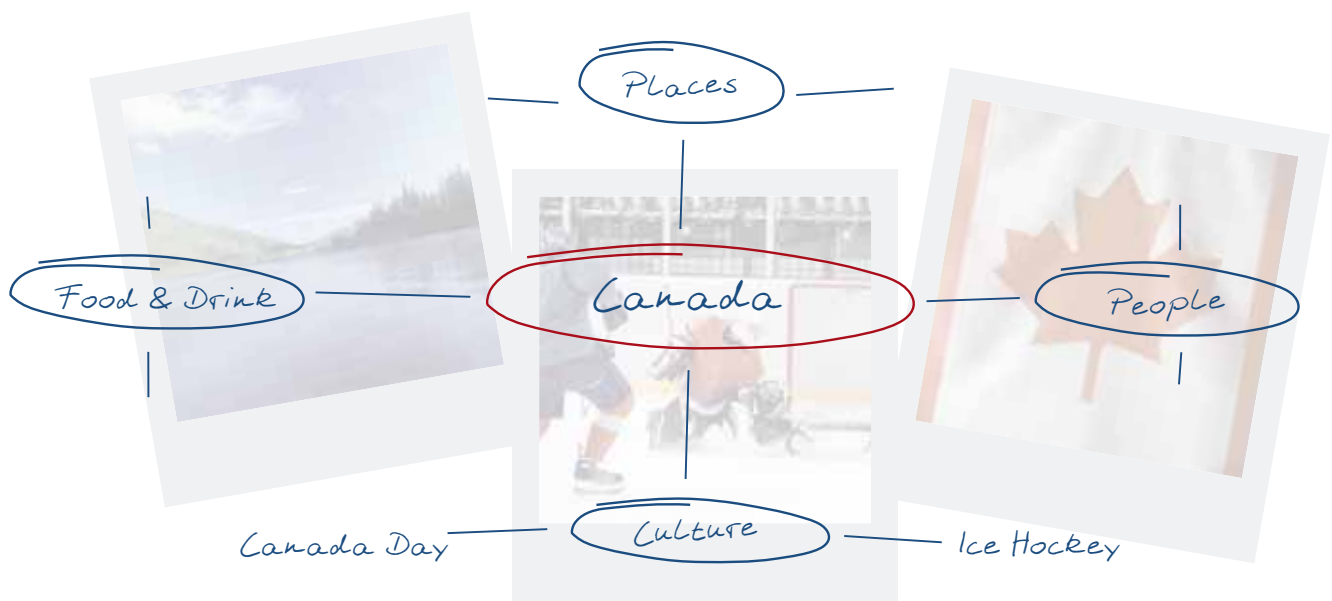 Places
Food & Drink
Canada
People
Canada Day
Culture
Ice Hockey